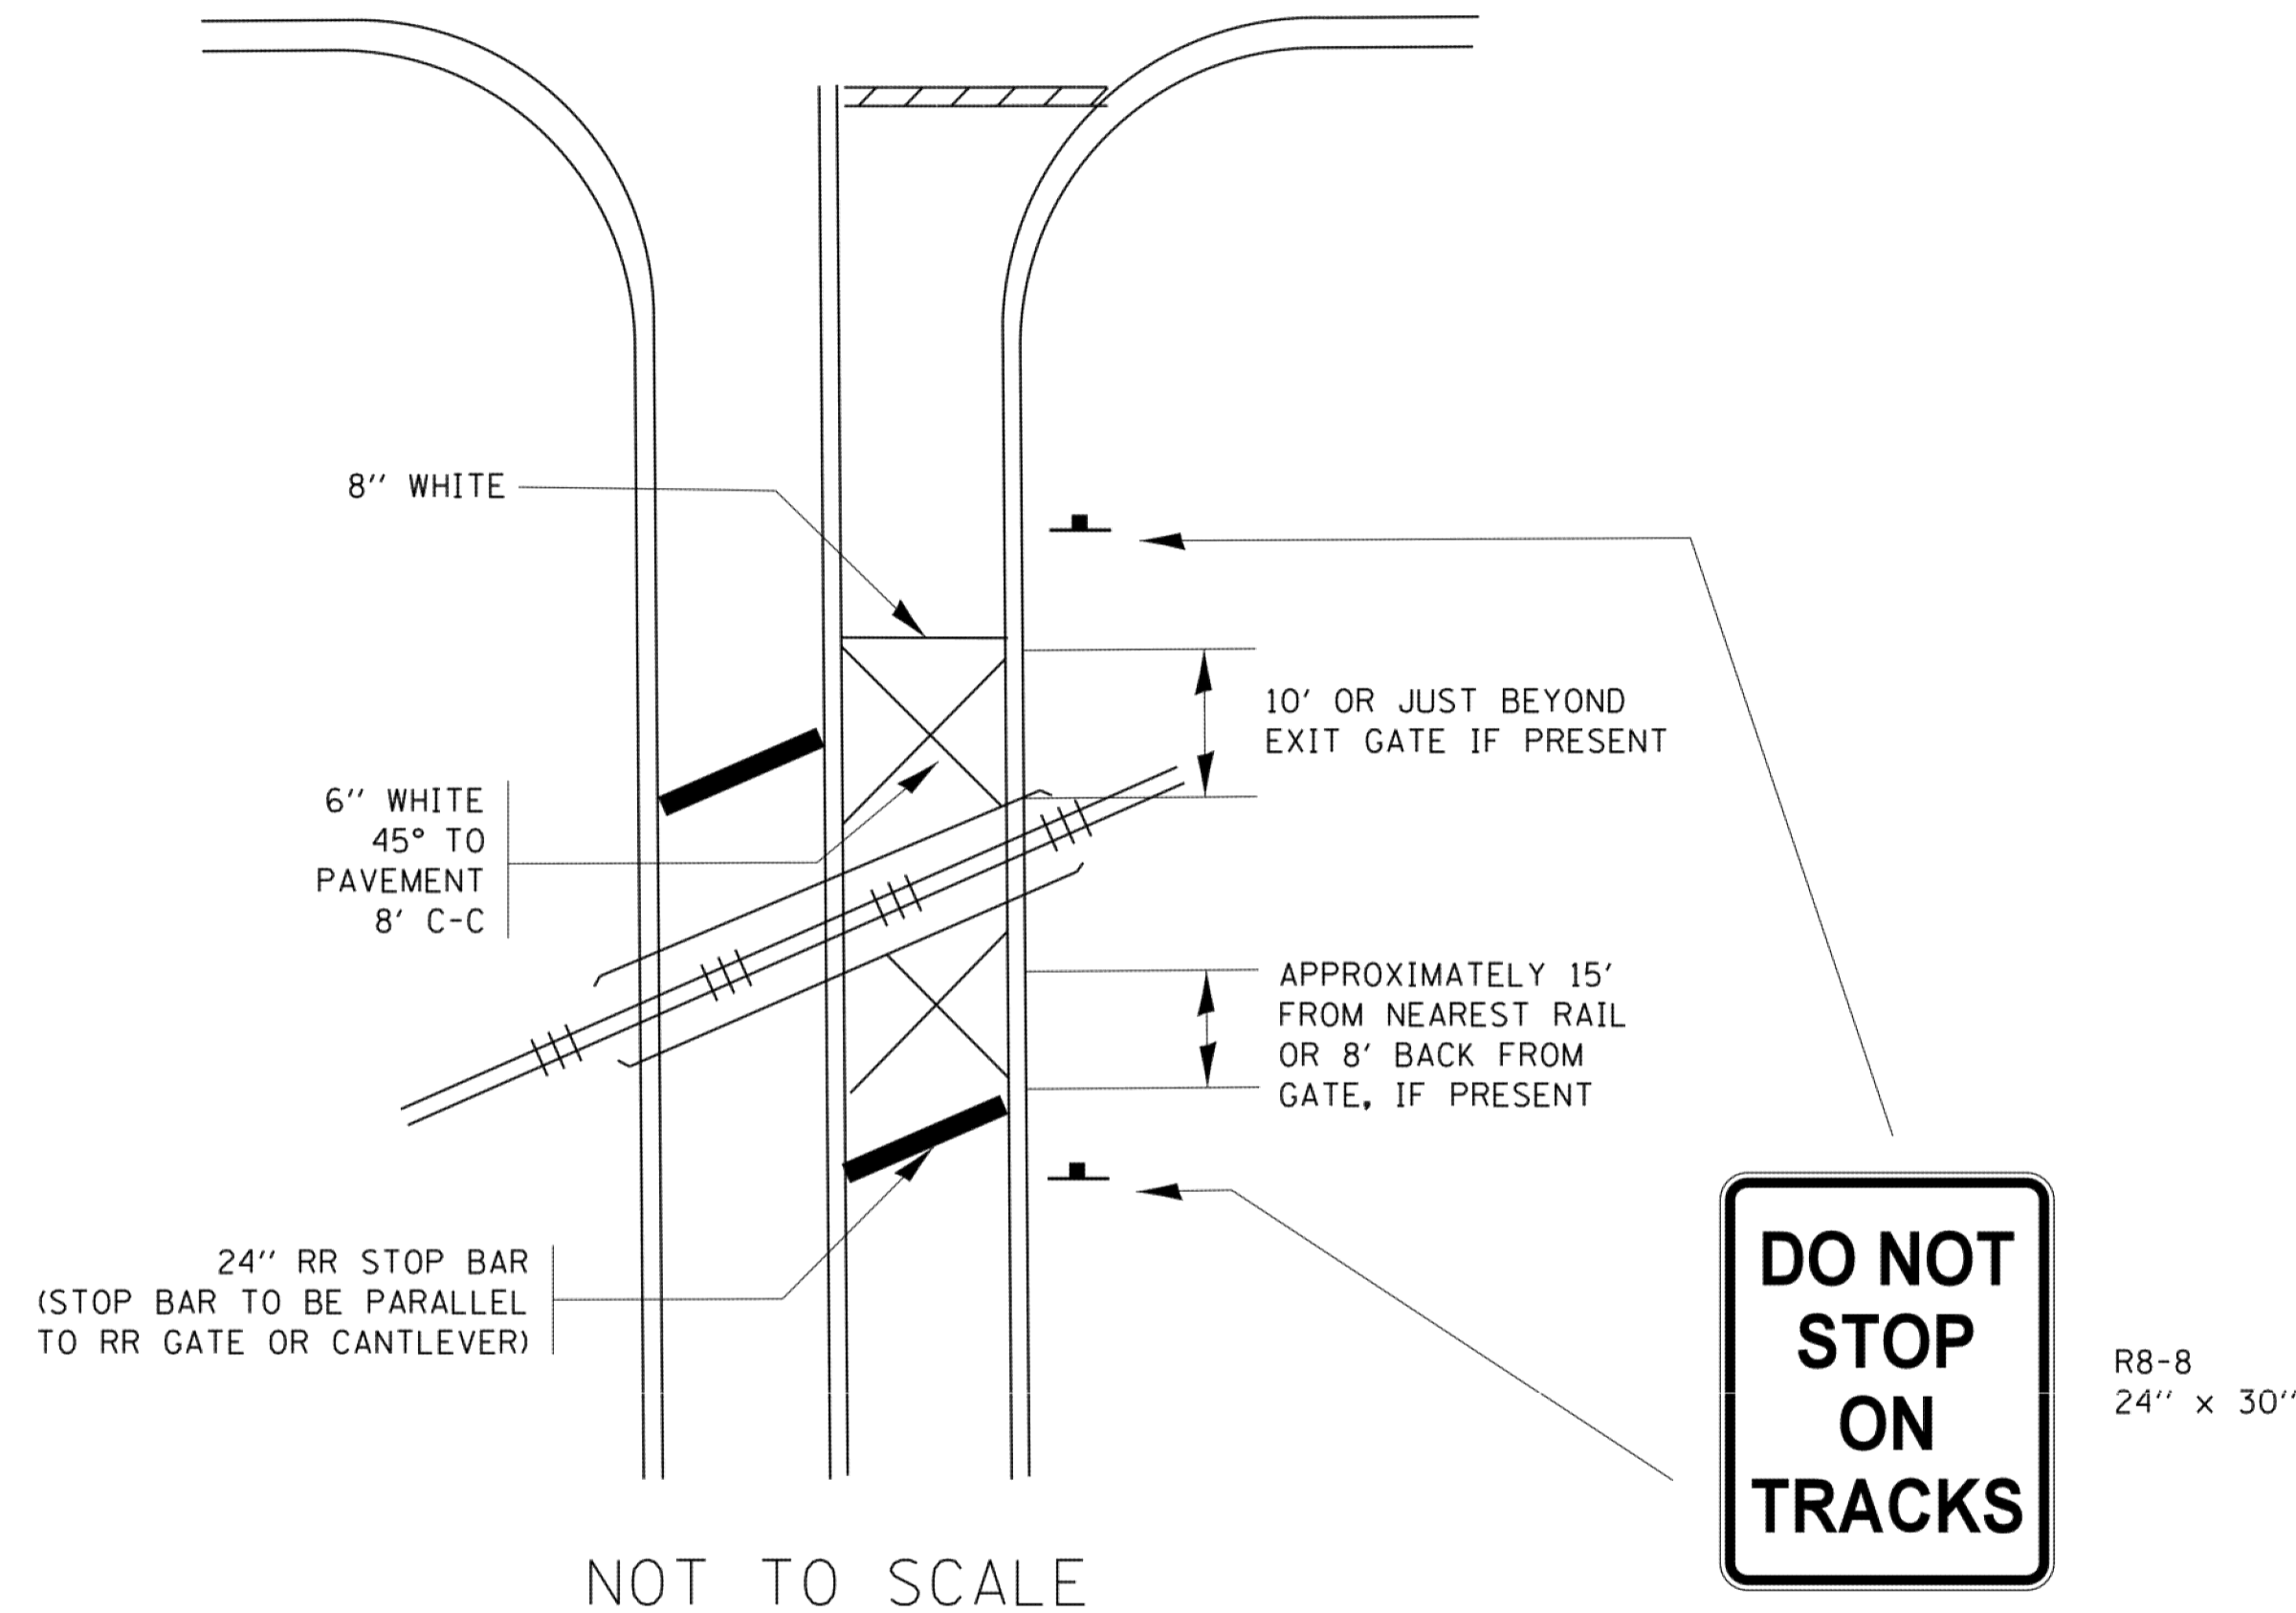 8'' WHITE
10' OR JUST BEYOND
EXIT GATE IF PRESENT
6'' WHITE
45° TO
PAVEMENT
8' C-C
APPROXIMATELY 15'
FROM NEAREST RAIL
OR 8' BACK FROM
GATE, IF PRESENT
24'' RR STOP BAR
(STOP BAR TO BE PARALLEL
TO RR GATE OR CANTLEVER)
DO NOT
STOP
ON
TRACKS
R8-8
24'' x 30''
NOT TO SCALE